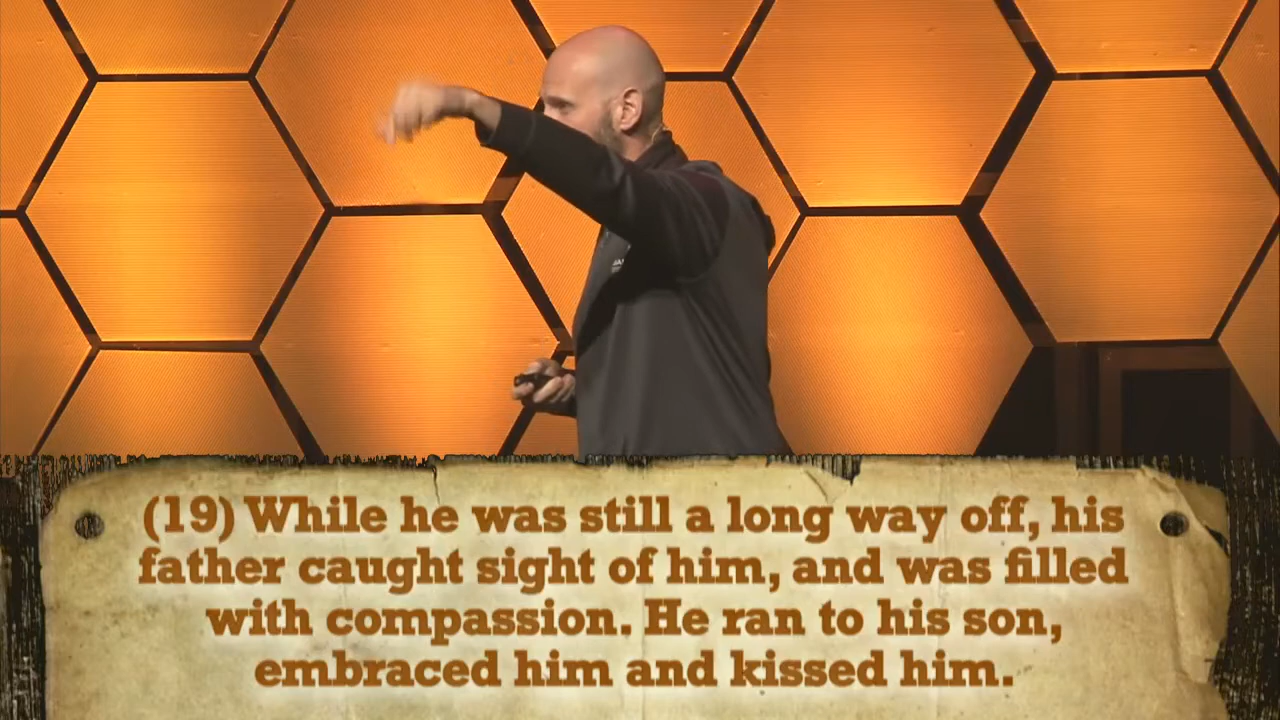 (19) While he was still a long way off, his
father caught sight of him, and was filled
with compassion. He ran to his son,
embraced him and kissed him.